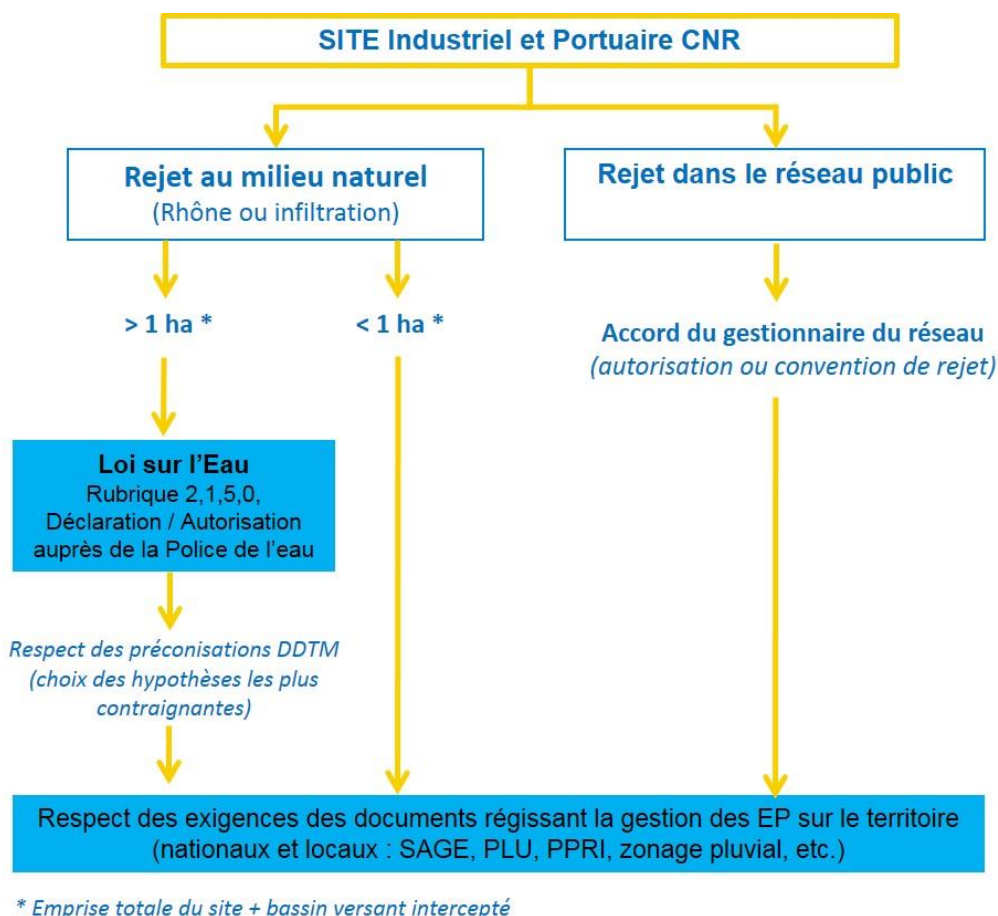 SITE Industriel et Portuaire CNR
Rejet au milieu naturel
(Rhône ou infiltration)
Rejet dans le réseau public
> 1 ha *
< 1 ha *
Accord du gestionnaire du réseau
(autorisation ou convention de rejet)
Loi sur l'Eau
Rubrique 2,1,5,0,
Déclaration / Autorisation
auprès de la Police de l'eau
Respect des préconisations DDTM
(choix des hypothèses les plus
contraignantes)
Respect des exigences des documents régissant la gestion des EP sur le territoire
(nationaux et locaux : SAGE, PLU, PPRI, zonage pluvial, etc.)
* Emprise totale du site + bassin versant intercepté